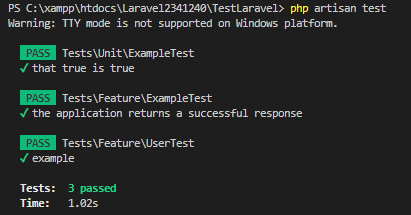 PS C:\xampp\htdocs\Laravel2341240\TestLaravel> php artisan test
Warning: TTY mode is not supported on Windows platform.
PASS Tests\Unit\ExampleTest
✓ that true is true
PASS Tests\Feature\ExampleTest
✓ the application returns a successful response
PASS Tests\Feature\UserTest
✓ example
Tests: 3 passed
Time: 1.02s